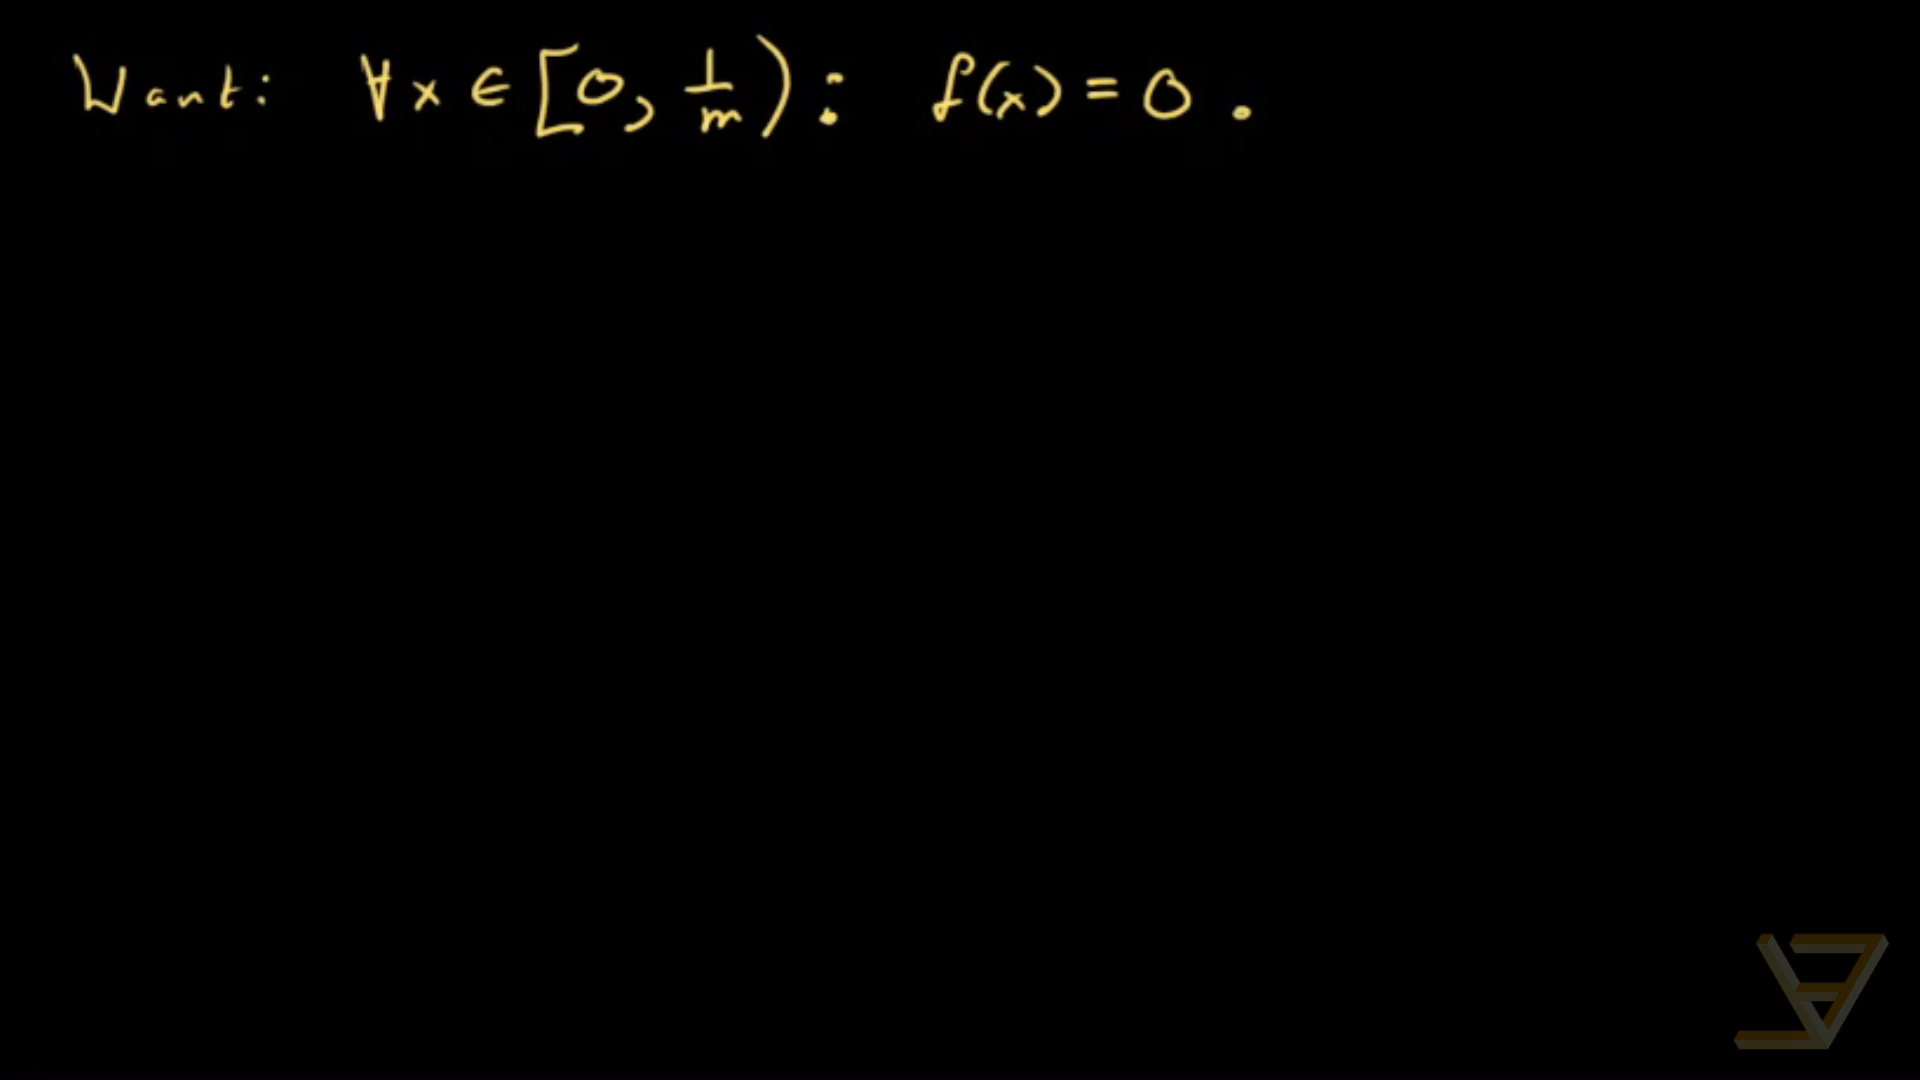 Want: ∀x ∈ [0, 1/m): f(x) = 0.